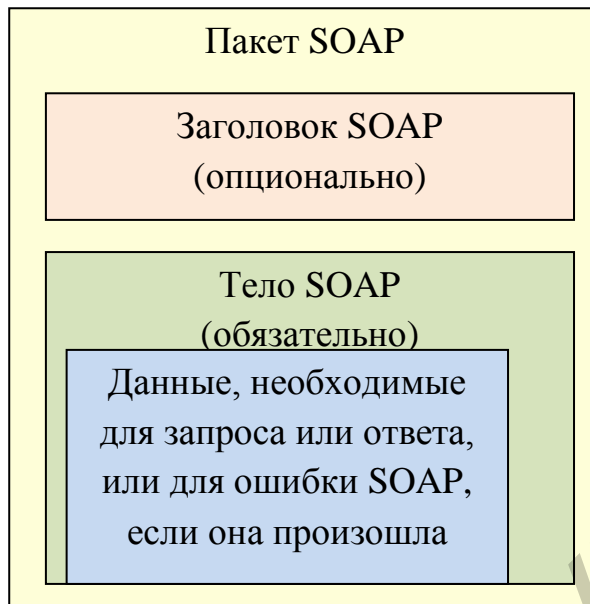 Пакет SOAP
Заголовок SOAP
(опционально)
Тело SOAP
(обязательно)
Данные, необходимые
для запроса или ответа,
или для ошибки SOAP,
если она произошла